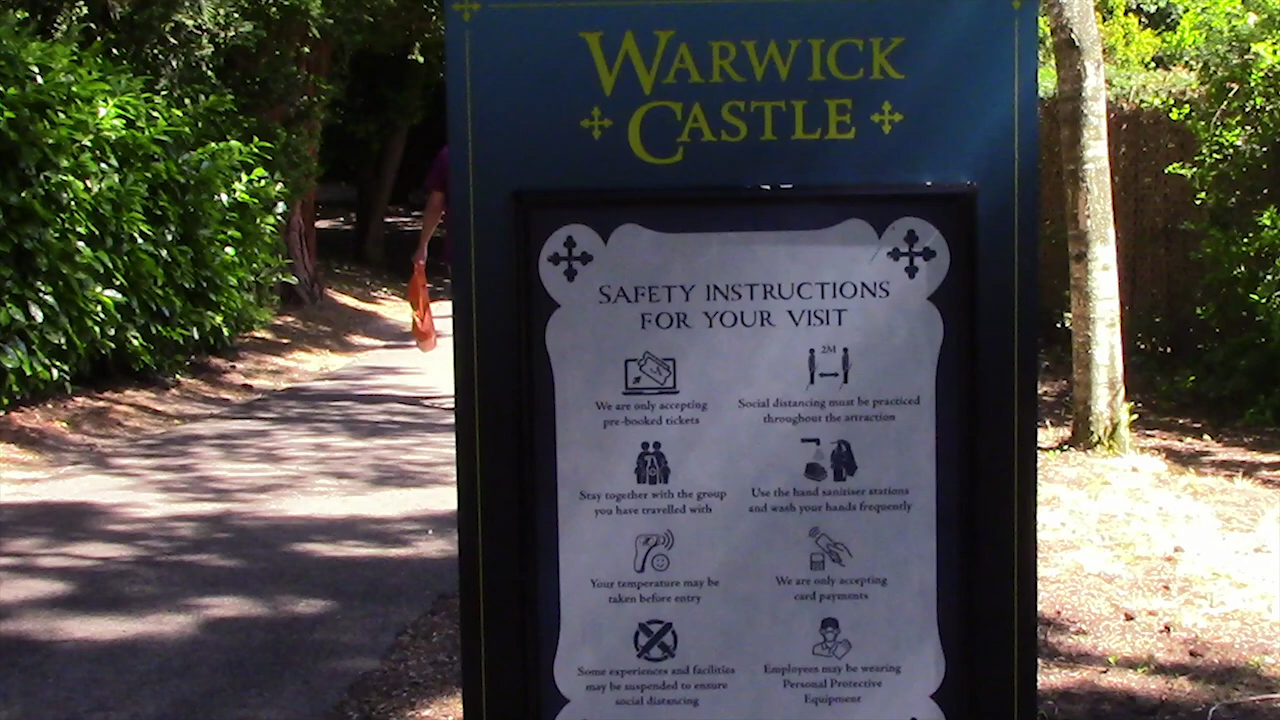 WARWICK
CASTLE
SAFETY INSTRUCTIONS
FOR YOUR VISIT
We are only accepting
pre-booked tickets
2M
Social distancing must be practiced
throughout the attraction
Stay together with the group
you have travelled with
Use the hand sanitiser stations
and wash your hands frequently
Your temperature may be
taken before entry
We are only accepting
card payments
Some experiences and facilities
may be suspended to ensure
social distancing
Employees may be wearing
Personal Protective
Equipment